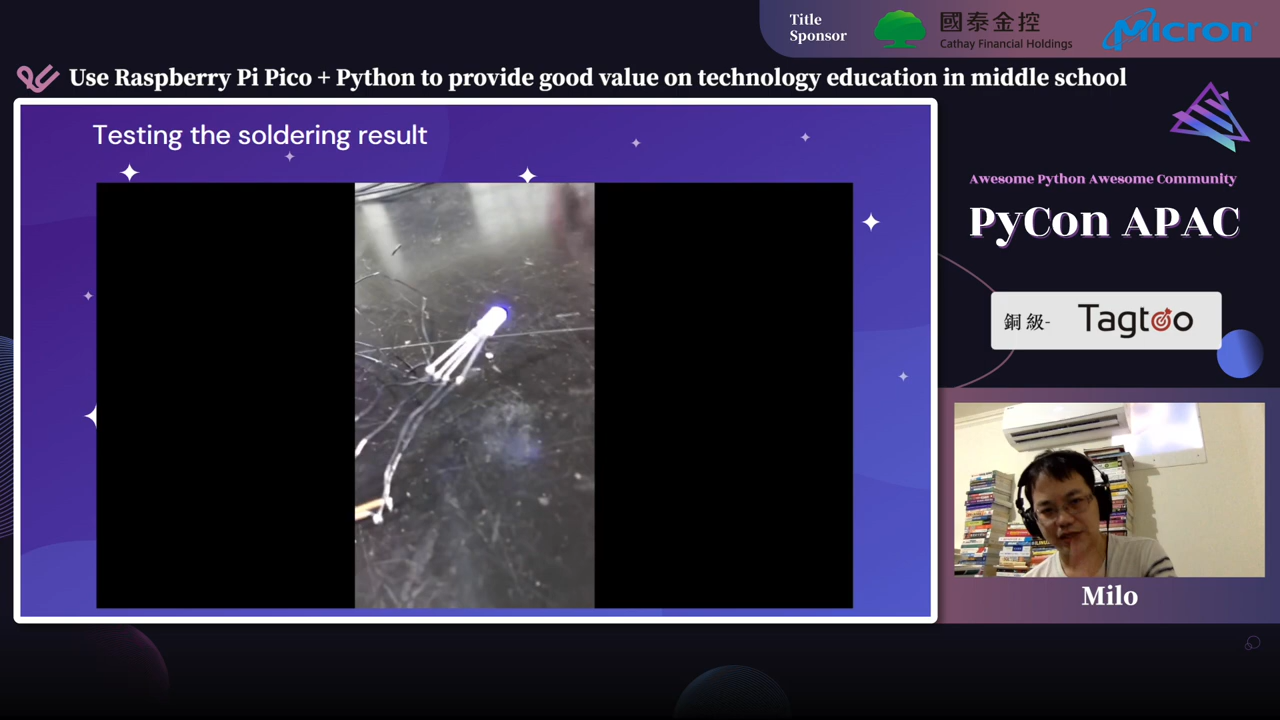 Title
Sponsor
國泰金控
Cathay Financial Holdings
Micron
Use Raspberry Pi Pico + Python to provide good value on technology education in middle school
Testing the soldering result
Awesome Python Awesome Community
PyCon APAC
銅級-
Tagtoo
Milo